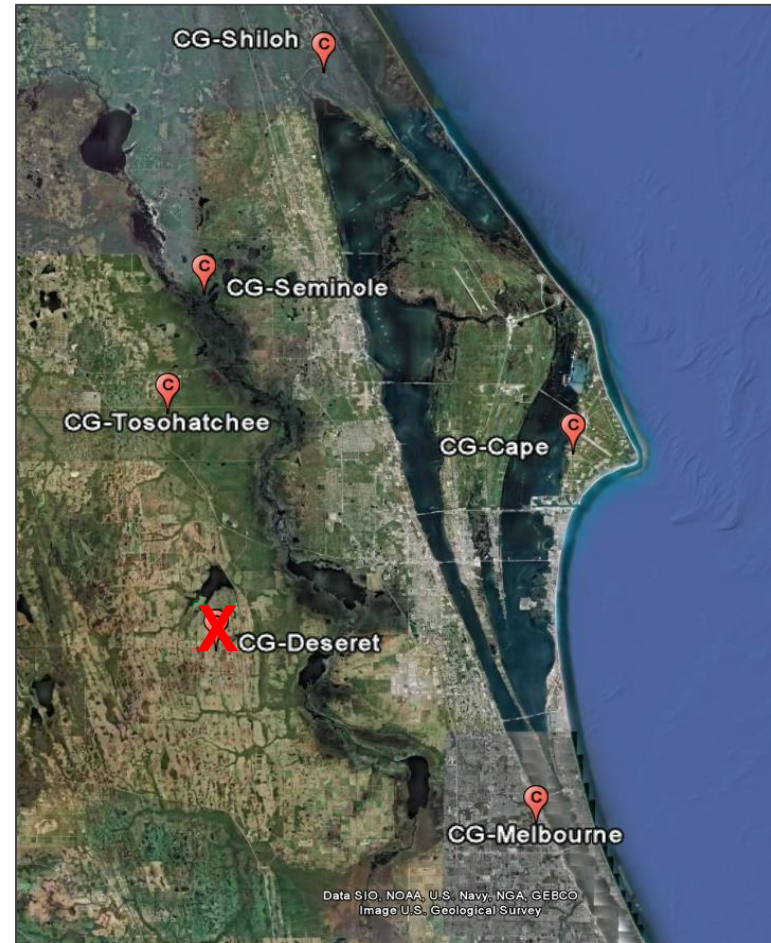 CG-Shiloh
C
C
CG-Seminole
C
CG-Tosohatchee
C
CG-Cape
X
CG-Deseret
C
CG-Melbourne
Data SIO, NOAA, U.S. Navy, NGA, GEBCO
Image U.S. Geological Survey